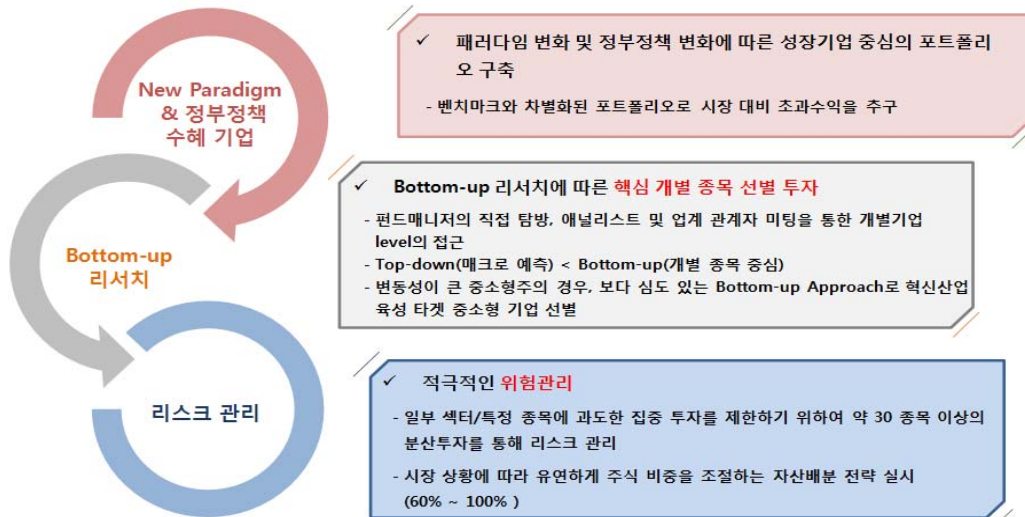 New Paradigm
& 정부정책
수혜 기업
✓ 패러다임 변화 및 정부정책 변화에 따른 성장기업 중심의 포트폴리
오 구축
- 벤치마크와 차별화된 포트폴리오로 시장 대비 초과수익을 추구
Bottom-up
리서치
✓ Bottom-up 리서치에 따른 핵심 개별 종목 선별 투자
- 펀드매니저의 직접 탐방, 애널리스트 및 업계 관계자 미팅을 통한 개별기업
level의 접근
- Top-down(매크로 예측) < Bottom-up(개별 종목 중심)
- 변동성이 큰 중소형주의 경우, 보다 심도 있는 Bottom-up Approach로 혁신산업
육성 타겟 중소형 기업 선별
리스크 관리
✓ 적극적인 위험관리
- 일부 섹터/특정 종목에 과도한 집중 투자를 제한하기 위하여 약 30 종목 이상의
분산투자를 통해 리스크 관리
- 시장 상황에 따라 유연하게 주식 비중을 조절하는 자산배분 전략 실시
(60% ~ 100% )